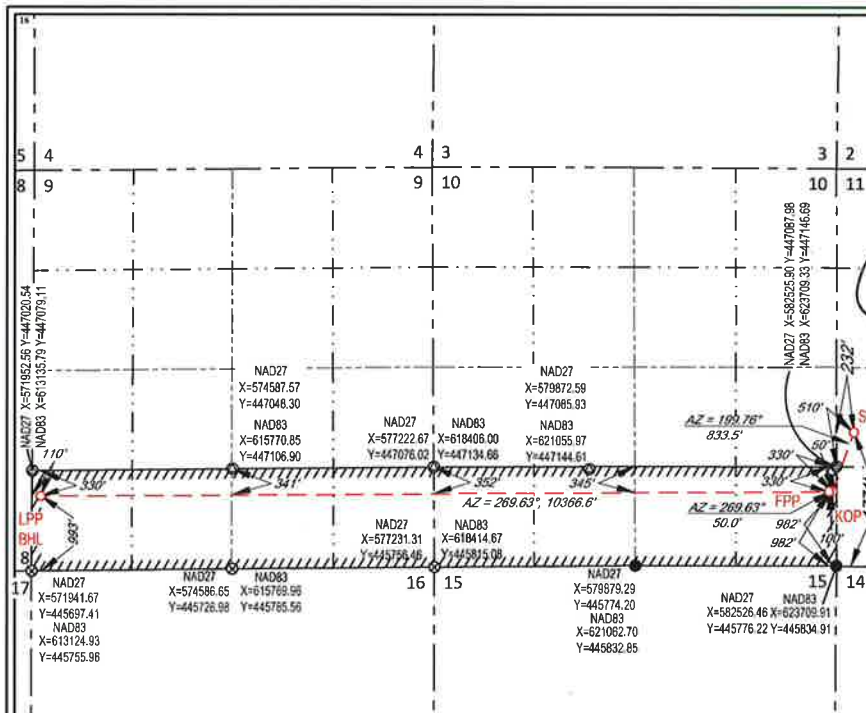 5 4
8 9
4 3
9 10
3 2
10 11
NAD27 X=571952.56 Y=447020.54
NAD83 X=613135.79 Y=447079.11
NAD27 X=582525.90 Y=447087.98
NAD83 X=623709.33 Y=447146.69
NAD27
X=574587.57
Y=447048.30
NAD83
X=615770.85
Y=447106.90
NAD27
X=577222.67
Y=447076.02
NAD83
X=618406.00
Y=447134.66
NAD27
X=579872.59
Y=447085.93
NAD83
X=621055.97
Y=447144.61
232'
510'
AZ = 199.76°
833.5'
50'
110'
330'
341'
352'
345'
330'
330'
AZ = 269.63°, 10366.6'
AZ = 269.63°
50.0'
FPP
KOP
LPP
BHL
993'
982'
982'
100'
8
17
16 15
15 14
NAD27
X=577231.31
Y=445756.46
NAD83
X=618414.67
Y=445815.08
NAD27
X=571941.67
Y=445697.41
NAD83
X=613124.93
Y=445755.96
NAD27
X=574586.65
Y=445726.98
NAD83
X=615769.96
Y=445785.56
NAD27
X=579879.29
Y=445774.20
NAD83
X=621062.70
Y=445832.85
NAD27
X=582526.46
Y=445776.22
NAD83
X=623709.91
Y=445834.91